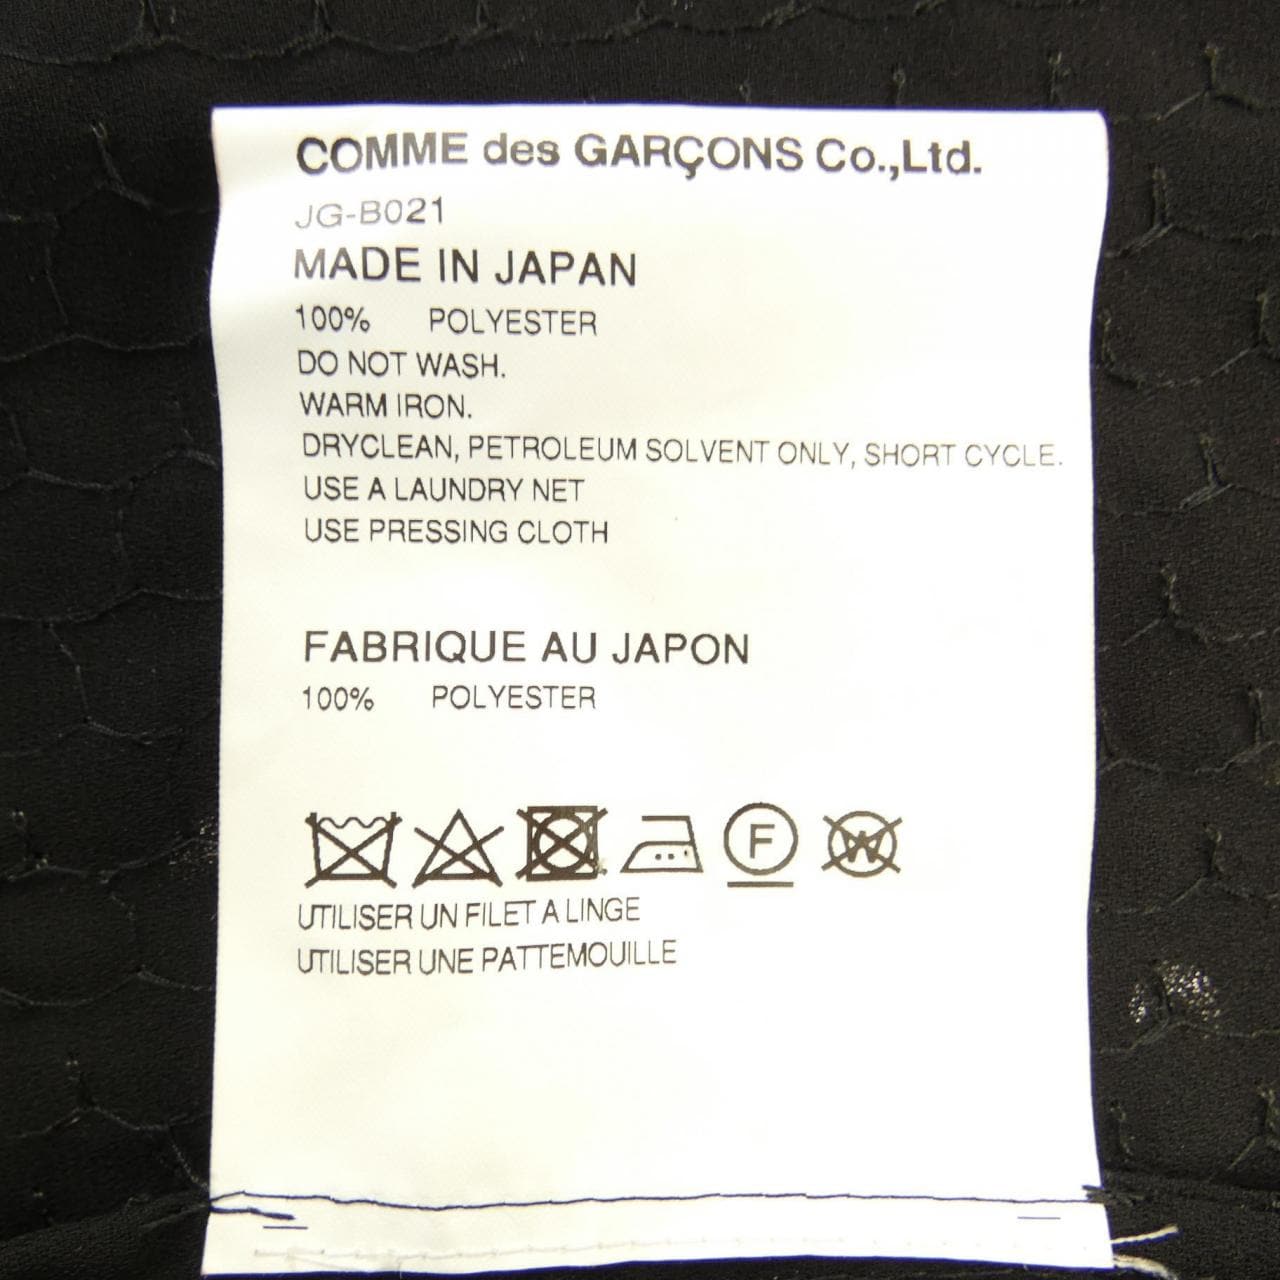 COMME des GARÇONS Co.,Ltd.
JG-B021
MADE IN JAPAN
100% POLYESTER
DO NOT WASH.
WARM IRON.
DRYCLEAN, PETROLEUM SOLVENT ONLY, SHORT CYCLE.
USE A LAUNDRY NET
USE PRESSING CLOTH
FABRIQUE AU JAPON
100% POLYESTER
F W
UTILISER UN FILET A LINGE
UTILISER UNE PATTEMOUILLE